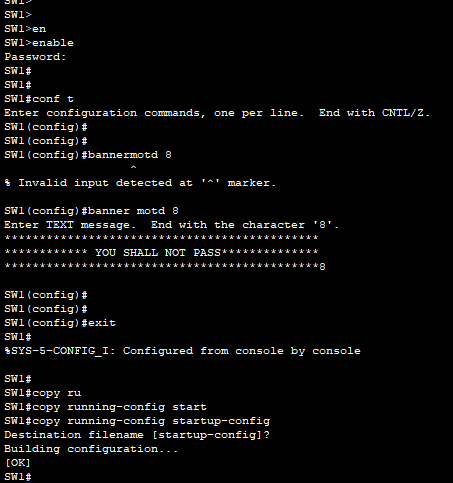 SW1>
SW1>
SW1>en
SW1>enable
Password:
SW1#
SW1#
SW1#conf t
Enter configuration commands, one per line.  End with CNTL/Z.
SW1(config)#
SW1(config)#
SW1(config)#bannermotd 8
                  ^
% Invalid input detected at '^' marker.

SW1(config)#banner motd 8
Enter TEXT message.  End with the character '8'.
*********************************************
************ YOU SHALL NOT PASS**************
*********************************************8

SW1(config)#
SW1(config)#
SW1(config)#exit
SW1#
%SYS-5-CONFIG_I: Configured from console by console

SW1#
SW1#copy ru
SW1#copy running-config start
SW1#copy running-config startup-config
Destination filename [startup-config]?
Building configuration...
[OK]
SW1#